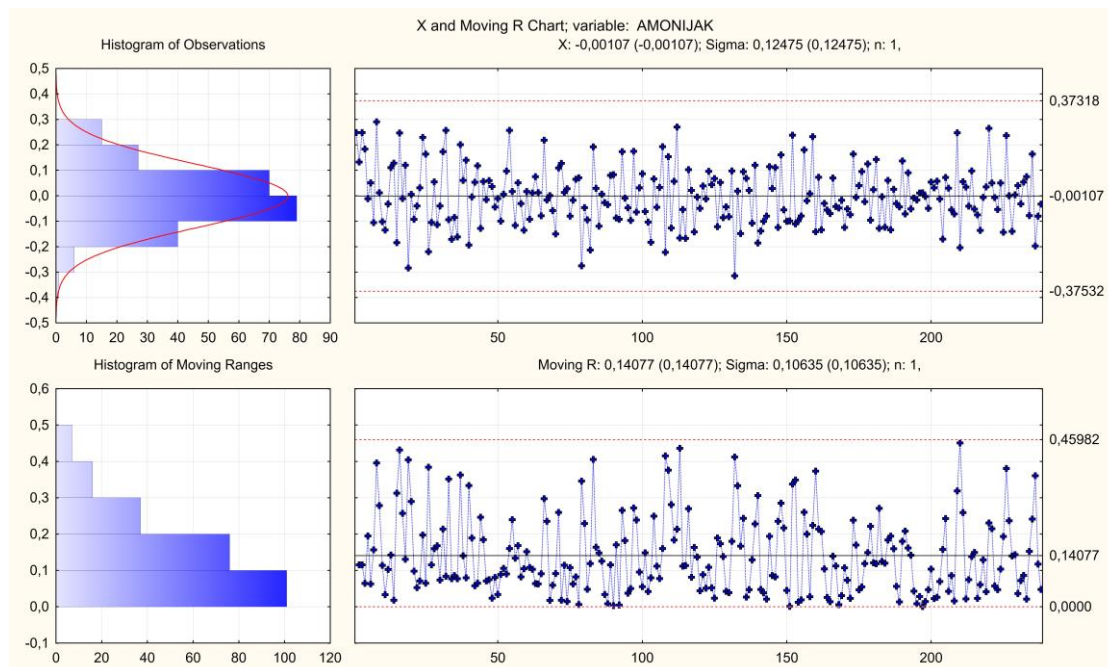 X and Moving R Chart; variable: AMONIJAK
Histogram of Observations
X: -0,00107 (-0,00107); Sigma: 0,12475 (0,12475); n: 1,
0,5
0,4
0,3
0,2
0,1
0,0
-0,1
-0,2
-0,3
-0,4
-0,5
0 10 20 30 40 50 60 70 80 90
0,37318
-0,00107
-0,37532
50 100 150 200
Histogram of Moving Ranges
Moving R: 0,14077 (0,14077); Sigma: 0,10635 (0,10635); n: 1,
0,6
0,5
0,4
0,3
0,2
0,1
0,0
-0,1
0 20 40 60 80 100 120
0,45982
0,14077
0,0000
50 100 150 200